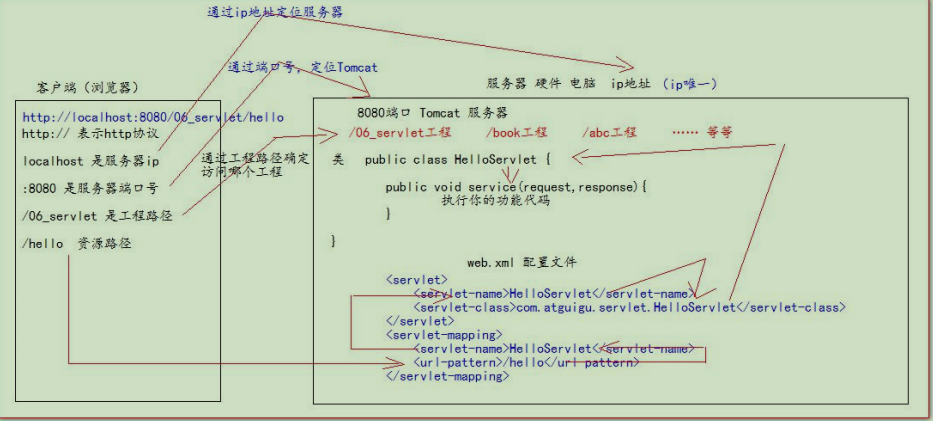 通过ip地址定位服务器
通过端口号，定位Tomcat
客户端（浏览器）
服务器 硬件 电脑 ip地址 (ip唯一)
http://localhost:8080/06_servlet/hello
http:// 表示http协议
localhost 是服务器ip
:8080 是服务器端口号
/06_servlet 是工程路径
/hello 资源路径
通过工程路径确定
访问哪个工程
8080端口 Tomcat 服务器
/06_servlet工程 /book工程 /abc工程 …… 等等
类 public class HelloServlet {
public void service(request,response){
执行你的功能代码
}
}
web.xml 配置文件
<servlet>
<servlet-name>HelloServlet</servlet-name>
<servlet-class>com.atguigu.servlet.HelloServlet</servlet-class>
</servlet>
<servlet-mapping>
<servlet-name>HelloServlet</servlet-name>
<url-pattern>/hello</url-pattern>
</servlet-mapping>